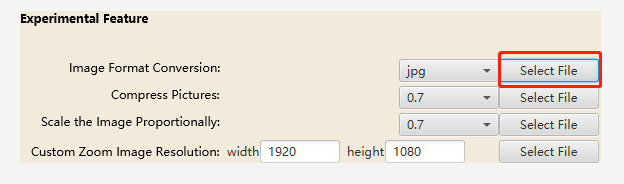 Experimental Feature
Image Format Conversion: jpg Select File
Compress Pictures: 0.7 Select File
Scale the Image Proportionally: 0.7 Select File
Custom Zoom Image Resolution: width 1920 height 1080 Select File